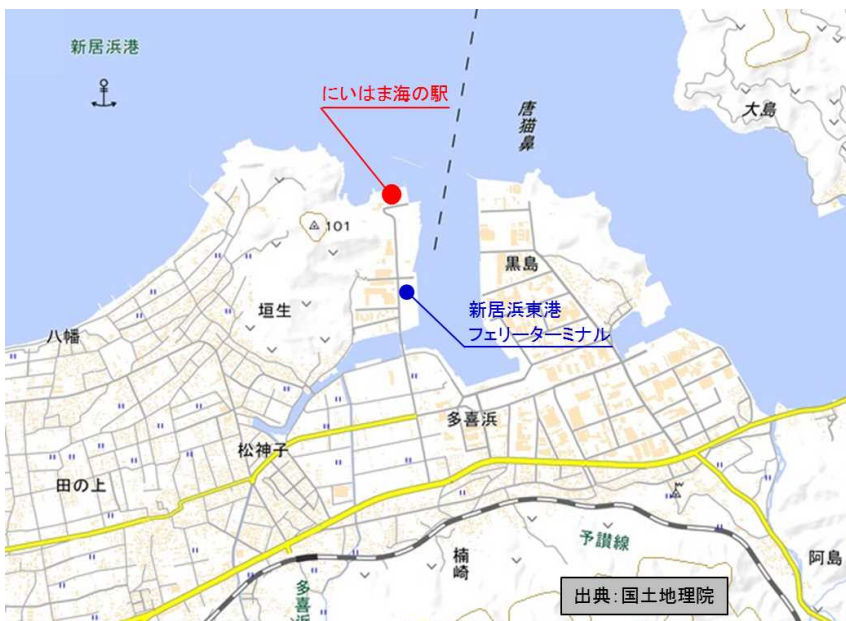 新居浜港
にいはま海の駅
唐猫鼻
大島
101
黒島
垣生
新居浜東港
フェリーターミナル
八幡
多喜浜
松神子
田の上
予讃線
楠崎
阿島
多喜浜
出典:国土地理院